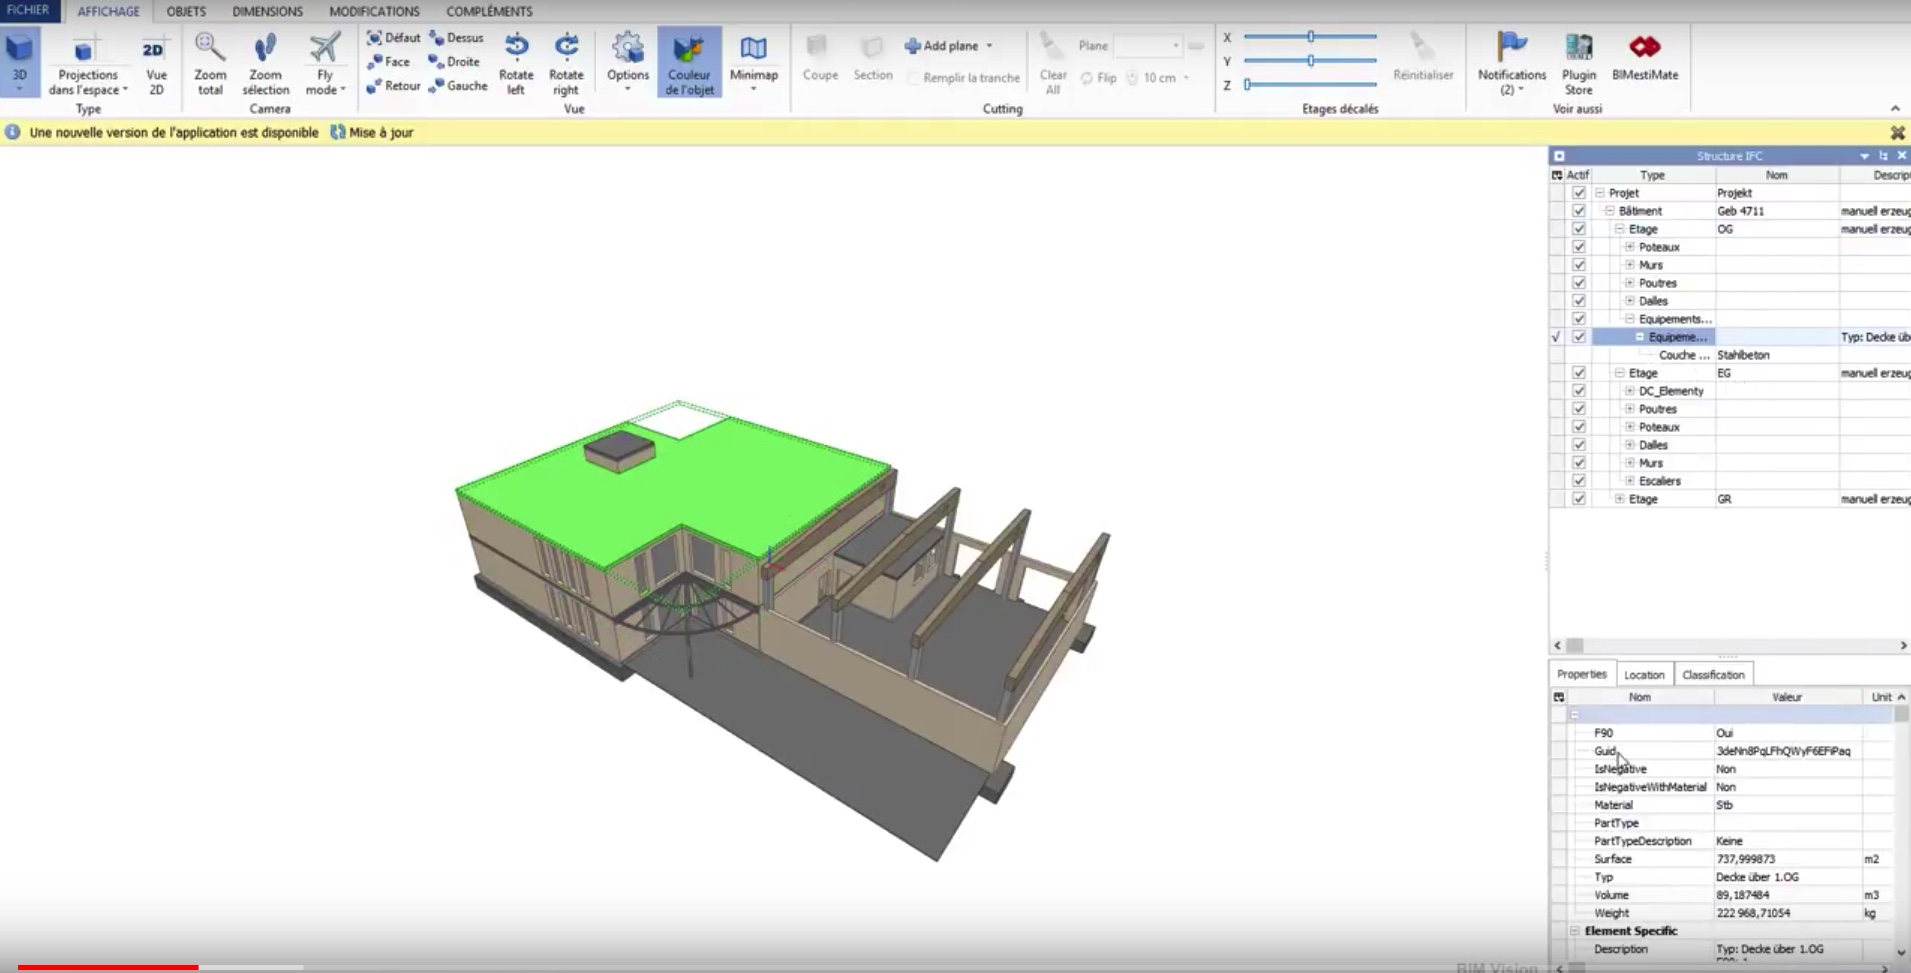 FICHIER AFFICHAGE OBJETS DIMENSIONS MODIFICATIONS COMPLÉMENTS
3D
Projections dans l'espace
2D
Vue 2D
Type
Zoom total
Zoom sélection
Fly mode
Camera
Défaut
Face
Retour
Dessus
Droite
Gauche
Rotate left
Rotate right
Options
Couleur de l'objet
Minimap
Vue
Coupe
Section
Add plane
Remplir la tranche
Clear All
Plane
Flip
10 cm
Cutting
X
Y
Z
Réinitialiser
Etages décalés
Notifications (2)
Plugin Store
BIMestiMate
Voir aussi
Une nouvelle version de l'application est disponible Mise à jour
Structure IFC
Actif Type Nom Descript
Projet Projekt
Bâtiment Geb 4711 manuell erzeug
Etage OG manuell erzeug
Poteaux
Murs
Poutres
Dalles
Equipements...
Equipeme... Typ: Decke üb
Couche ... Stahlbeton
Etage EG manuell erzeug
DC_Elementy
Poutres
Poteaux
Dalles
Murs
Escaliers
Etage GR manuell erzeug
Properties Location Classification
Nom Valeur Unit
F90 Oui
Guid 3deNn8PqLFhQWyF6EFiPaq
IsNegative Non
IsNegativeWithMaterial Non
Material Stb
PartType
PartTypeDescription Keine
Surface 737,999873 m2
Typ Decke über 1.OG
Volume 89,187484 m3
Weight 222 968,71054 kg
Element Specific
Description Typ: Decke über 1.OG
BIM Vision